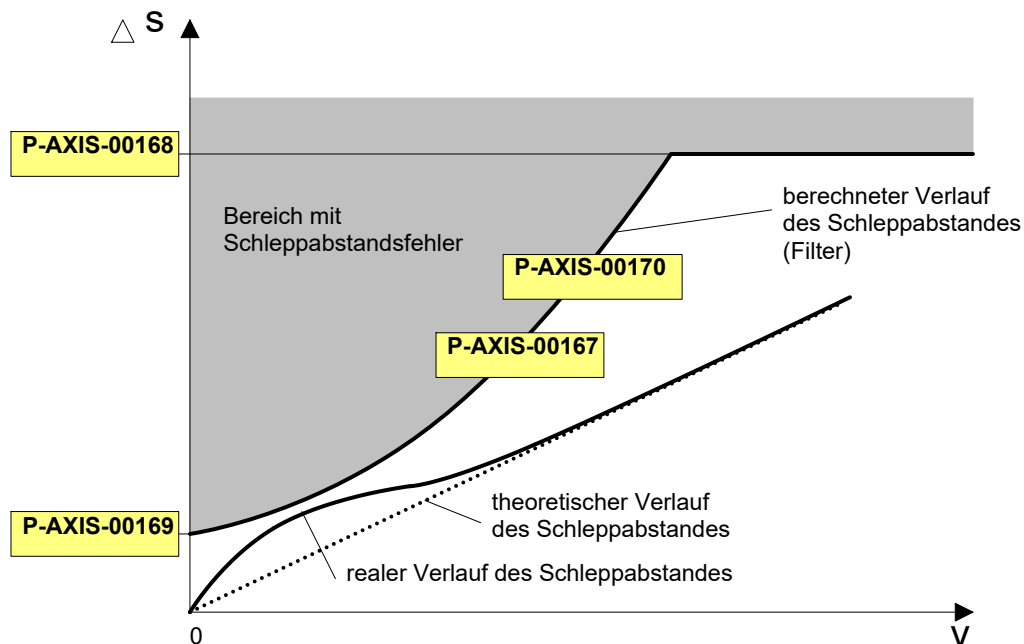 △ S
P-AXIS-00168
berechneter Verlauf
des Schleppabstandes
(Filter)
Bereich mit
Schleppabstandsfehler
P-AXIS-00170
P-AXIS-00167
theoretischer Verlauf
des Schleppabstandes
P-AXIS-00169
realer Verlauf des Schleppabstandes
0
V